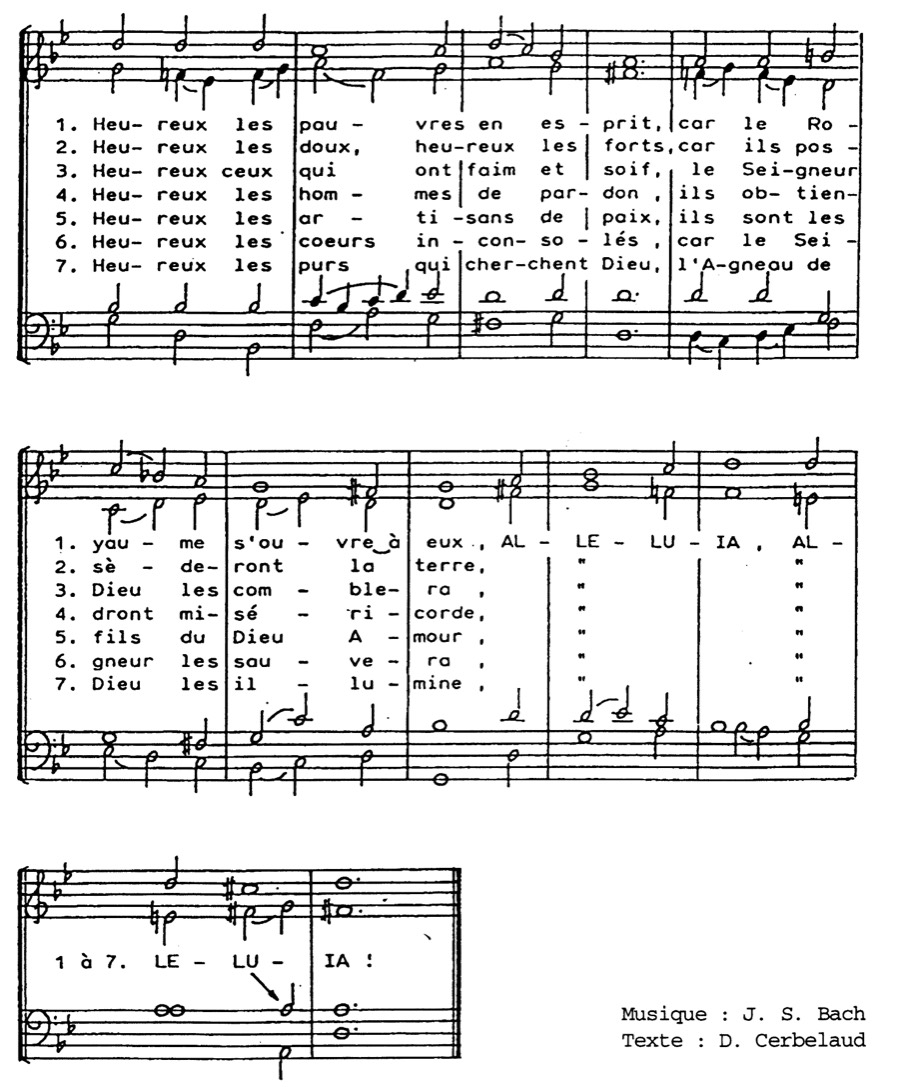 1. Heu- reux les pau - vres en es - prit, car le Ro -
2. Heu- reux les doux, heu-reux les forts, car ils pos -
3. Heu- reux ceux qui ont faim et soif, le Sei-gneur
4. Heu- reux les hom - mes de par- don , ils ob- tien-
5. Heu- reux les ar - ti -sans de paix, ils sont les
6. Heu- reux les coeurs in - con- so - lés , car le Sei -
7. Heu- reux les purs qui cher-chent Dieu, l'A-gneau de
1. yau - me s'ou - vre à eux , AL - LE - LU - IA , AL -
2. sè - de- ront la terre, " "
3. Dieu les com - ble- ra , " "
4. dront mi- sé - ri - corde, " "
5. fils du Dieu A - mour , " "
6. gneur les sau - ve - ra , " "
7. Dieu les il - lu - mine , " "
1 à 7. LE - LU - IA !
Musique : J. S. Bach
Texte : D. Cerbelaud